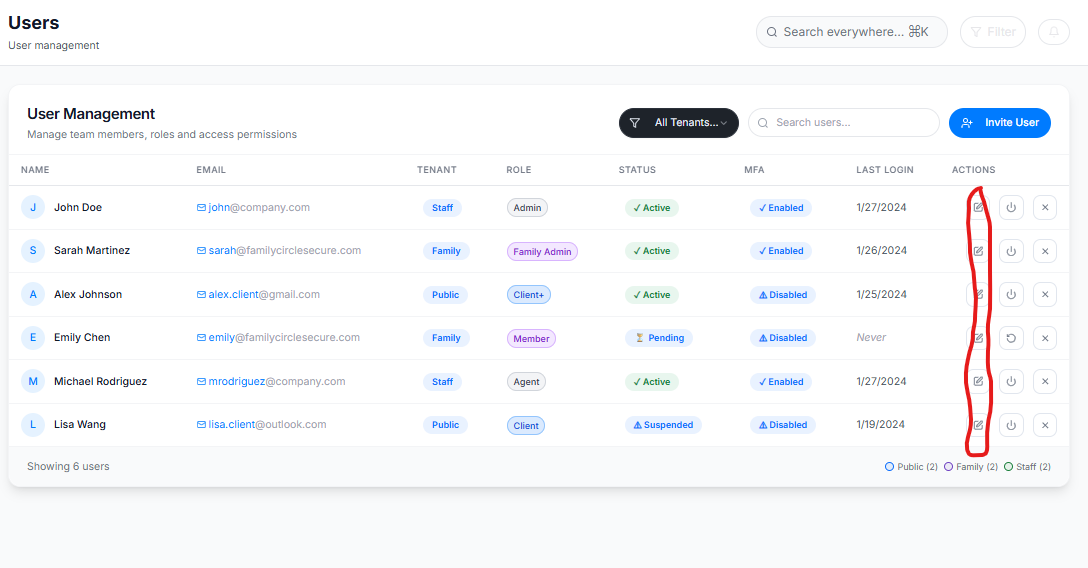 Users
User management
Search everywhere... ⌘K
Filter
User Management
Manage team members, roles and access permissions
All Tenants...
Search users...
Invite User
NAME EMAIL TENANT ROLE STATUS MFA LAST LOGIN ACTIONS
J John Doe john@company.com Staff Admin ✓ Active ✓ Enabled 1/27/2024
S Sarah Martinez sarah@familycirclesecure.com Family Family Admin ✓ Active ✓ Enabled 1/26/2024
A Alex Johnson alex.client@gmail.com Public Client+ ✓ Active ⚠ Disabled 1/25/2024
E Emily Chen emily@familycirclesecure.com Family Member ⏳ Pending ⚠ Disabled Never
M Michael Rodriguez mrodriguez@company.com Staff Agent ✓ Active ✓ Enabled 1/27/2024
L Lisa Wang lisa.client@outlook.com Public Client ⚠ Suspended ⚠ Disabled 1/19/2024
Showing 6 users
Public (2) Family (2) Staff (2)